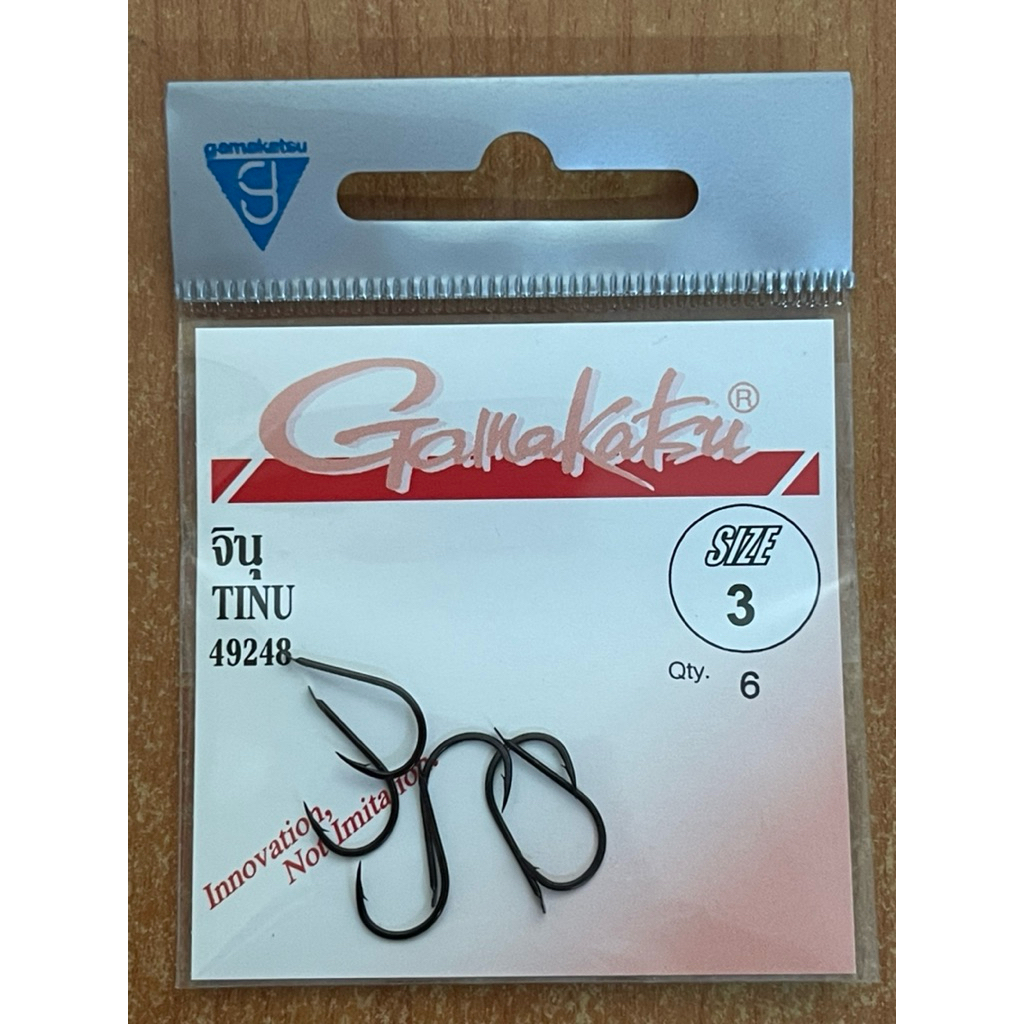 gamakatsu
Gamakatsu®
จินุ
TINU
49248
SIZE
3
Qty. 6
Innovation,
Not Imitation.